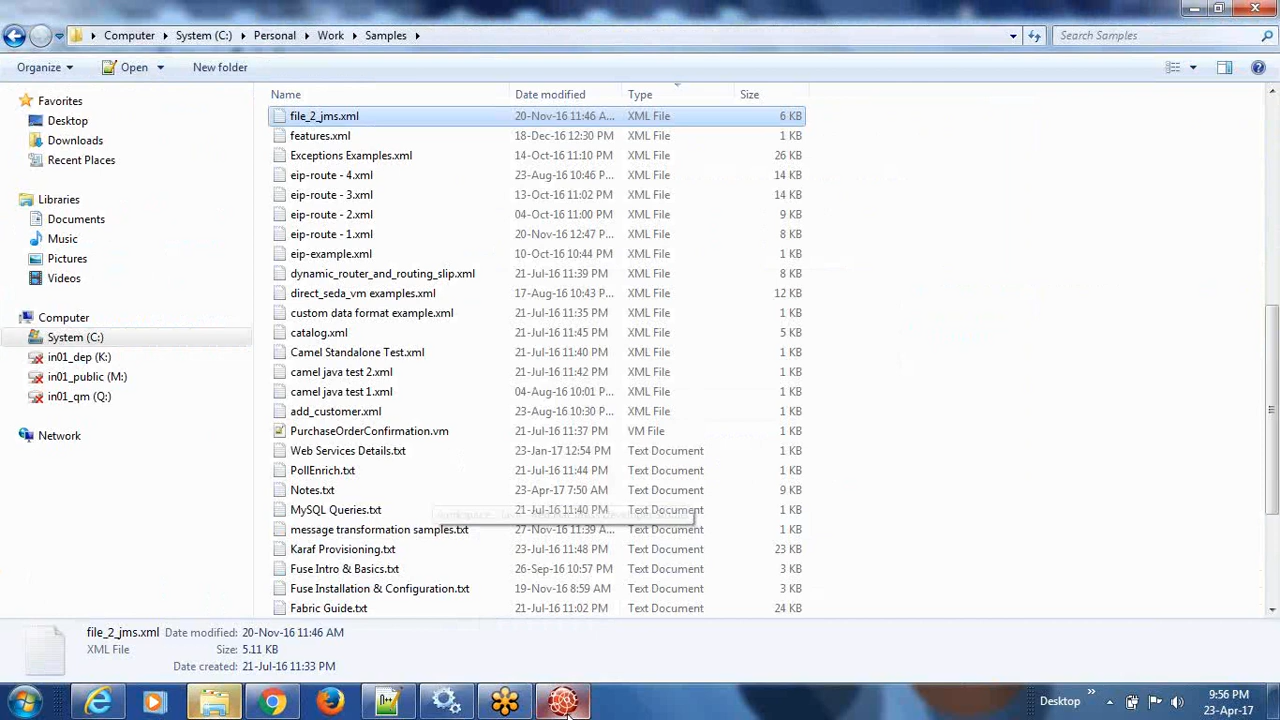 Computer System (C:) Personal Work Samples
Search Samples
Organize Open New folder
Name Date modified Type Size
Favorites
Desktop
Downloads
Recent Places
Libraries
Documents
Music
Pictures
Videos
Computer
System (C:)
in01_dep (K:)
in01_public (M:)
in01_qm (Q:)
Network
file_2_jms.xml 20-Nov-16 11:46 A... XML File 6 KB
features.xml 18-Dec-16 12:30 PM XML File 1 KB
Exceptions Examples.xml 14-Oct-16 11:10 PM XML File 26 KB
eip-route - 4.xml 23-Aug-16 10:46 P... XML File 14 KB
eip-route - 3.xml 13-Oct-16 11:02 PM XML File 14 KB
eip-route - 2.xml 04-Oct-16 11:00 PM XML File 9 KB
eip-route - 1.xml 20-Nov-16 12:47 P... XML File 8 KB
eip-example.xml 10-Oct-16 10:44 PM XML File 1 KB
dynamic_router_and_routing_slip.xml 21-Jul-16 11:39 PM XML File 8 KB
direct_seda_vm examples.xml 17-Aug-16 10:43 P... XML File 12 KB
custom data format example.xml 21-Jul-16 11:35 PM XML File 1 KB
catalog.xml 21-Jul-16 11:45 PM XML File 5 KB
Camel Standalone Test.xml 21-Jul-16 11:40 PM XML File 1 KB
camel java test 2.xml 21-Jul-16 11:42 PM XML File 1 KB
camel java test 1.xml 04-Aug-16 10:01 P... XML File 1 KB
add_customer.xml 23-Aug-16 10:30 P... XML File 1 KB
PurchaseOrderConfirmation.vm 21-Jul-16 11:37 PM VM File 1 KB
Web Services Details.txt 23-Jan-17 12:54 PM Text Document 1 KB
PollEnrich.txt 21-Jul-16 11:44 PM Text Document 1 KB
Notes.txt 23-Apr-17 7:50 AM Text Document 9 KB
MySQL Queries.txt 21-Jul-16 11:40 PM Text Document 1 KB
message transformation samples.txt 27-Nov-16 11:39 A... Text Document 1 KB
Karaf Provisioning.txt 23-Jul-16 11:48 PM Text Document 23 KB
Fuse Intro & Basics.txt 26-Sep-16 10:57 PM Text Document 3 KB
Fuse Installation & Configuration.txt 19-Nov-16 8:59 AM Text Document 3 KB
Fabric Guide.txt 21-Jul-16 11:02 PM Text Document 24 KB
file_2_jms.xml Date modified: 20-Nov-16 11:46 AM
XML File Size: 5.11 KB
Date created: 21-Jul-16 11:33 PM
Desktop
9:56 PM
23-Apr-17